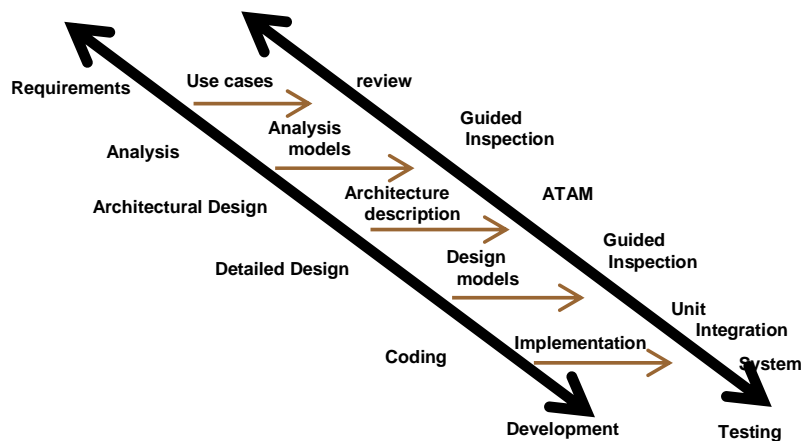 Use cases
review
Requirements
Guided
Inspection
Analysis
models
Analysis
Architecture
description
ATAM
Architectural Design
Guided
Inspection
Design
models
Detailed Design
Unit
Integration
Implementation
Coding
System
Development
Testing